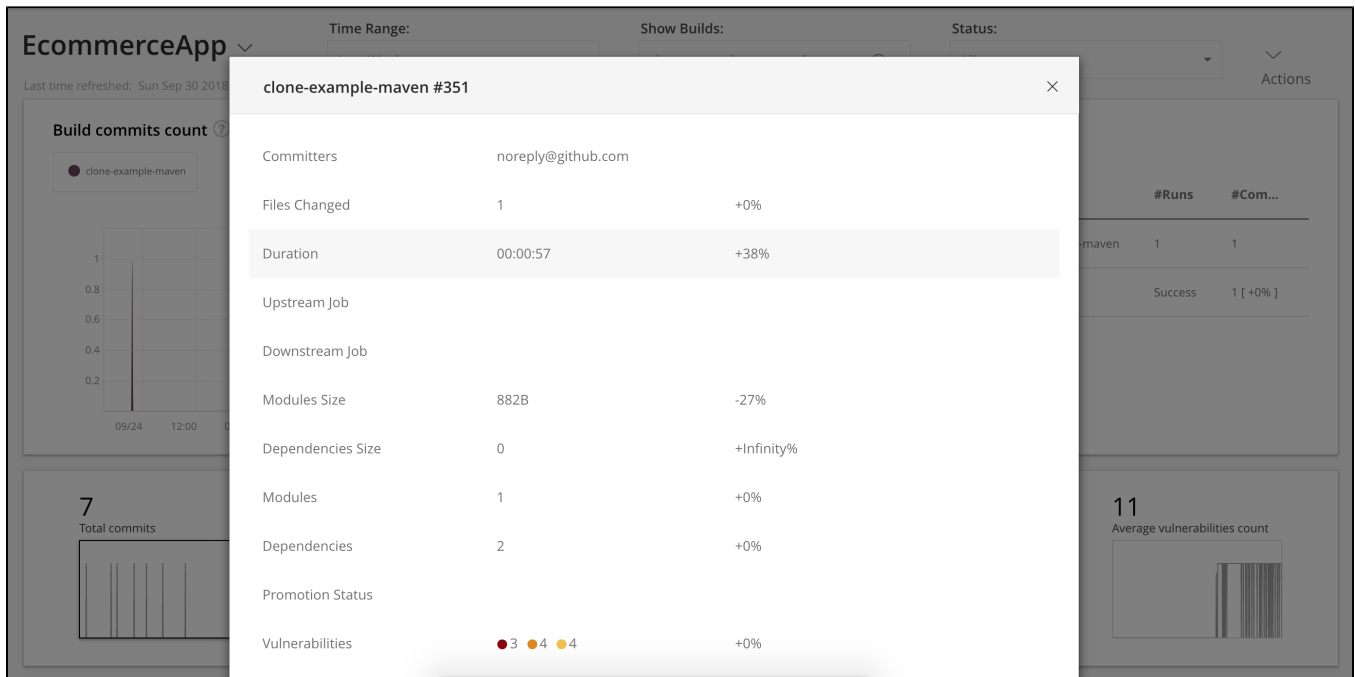 EcommerceApp
Time Range:
Show Builds:
Status:
Actions
Last time refreshed: Sun Sep 30 2018
clone-example-maven #351
Build commits count ?
clone-example-maven
1
0.8
0.6
0.4
0.2
09/24 12:00
#Runs #Com...
-maven 1 1
Success 1 [ +0% ]
Committers noreply@github.com
Files Changed 1 +0%
Duration 00:00:57 +38%
Upstream Job
Downstream Job
Modules Size 882B -27%
Dependencies Size 0 +Infinity%
Modules 1 +0%
Dependencies 2 +0%
Promotion Status
Vulnerabilities 3 4 4 +0%
7
Total commits
11
Average vulnerabilities count